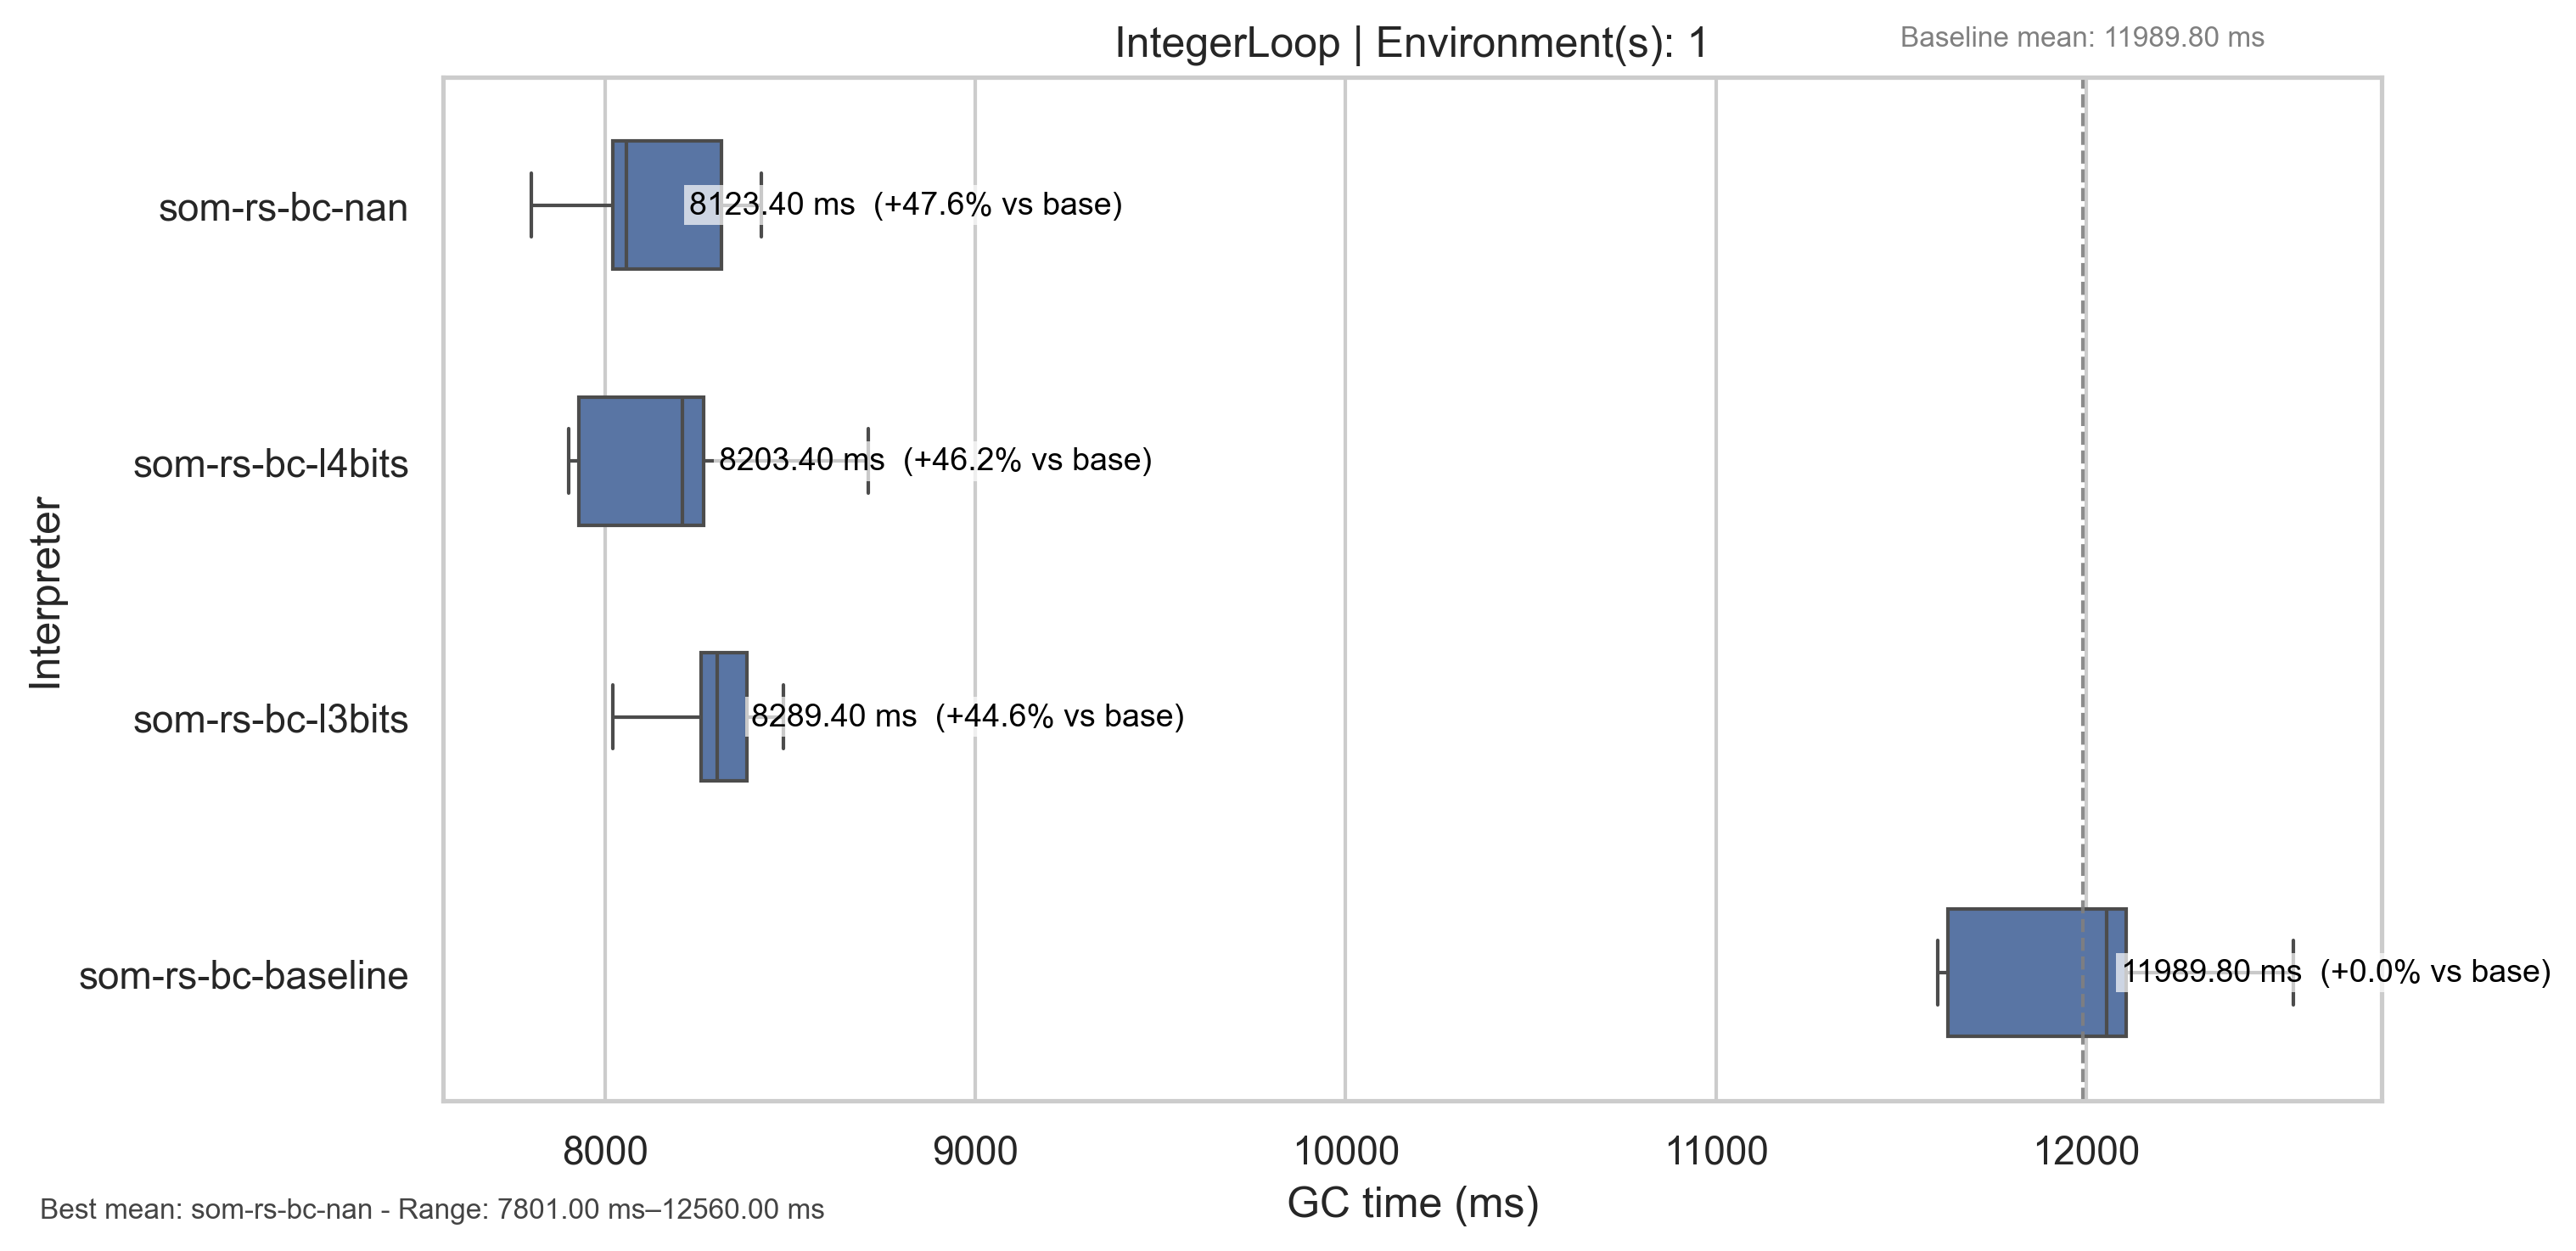 IntegerLoop | Environment(s): 1
Baseline mean: 11989.80 ms
Interpreter
som-rs-bc-nan
8123.40 ms  (+47.6% vs base)
som-rs-bc-l4bits
8203.40 ms  (+46.2% vs base)
som-rs-bc-l3bits
8289.40 ms  (+44.6% vs base)
som-rs-bc-baseline
11989.80 ms  (+0.0% vs base)
8000 9000 10000 11000 12000
GC time (ms)
Best mean: som-rs-bc-nan - Range: 7801.00 ms–12560.00 ms